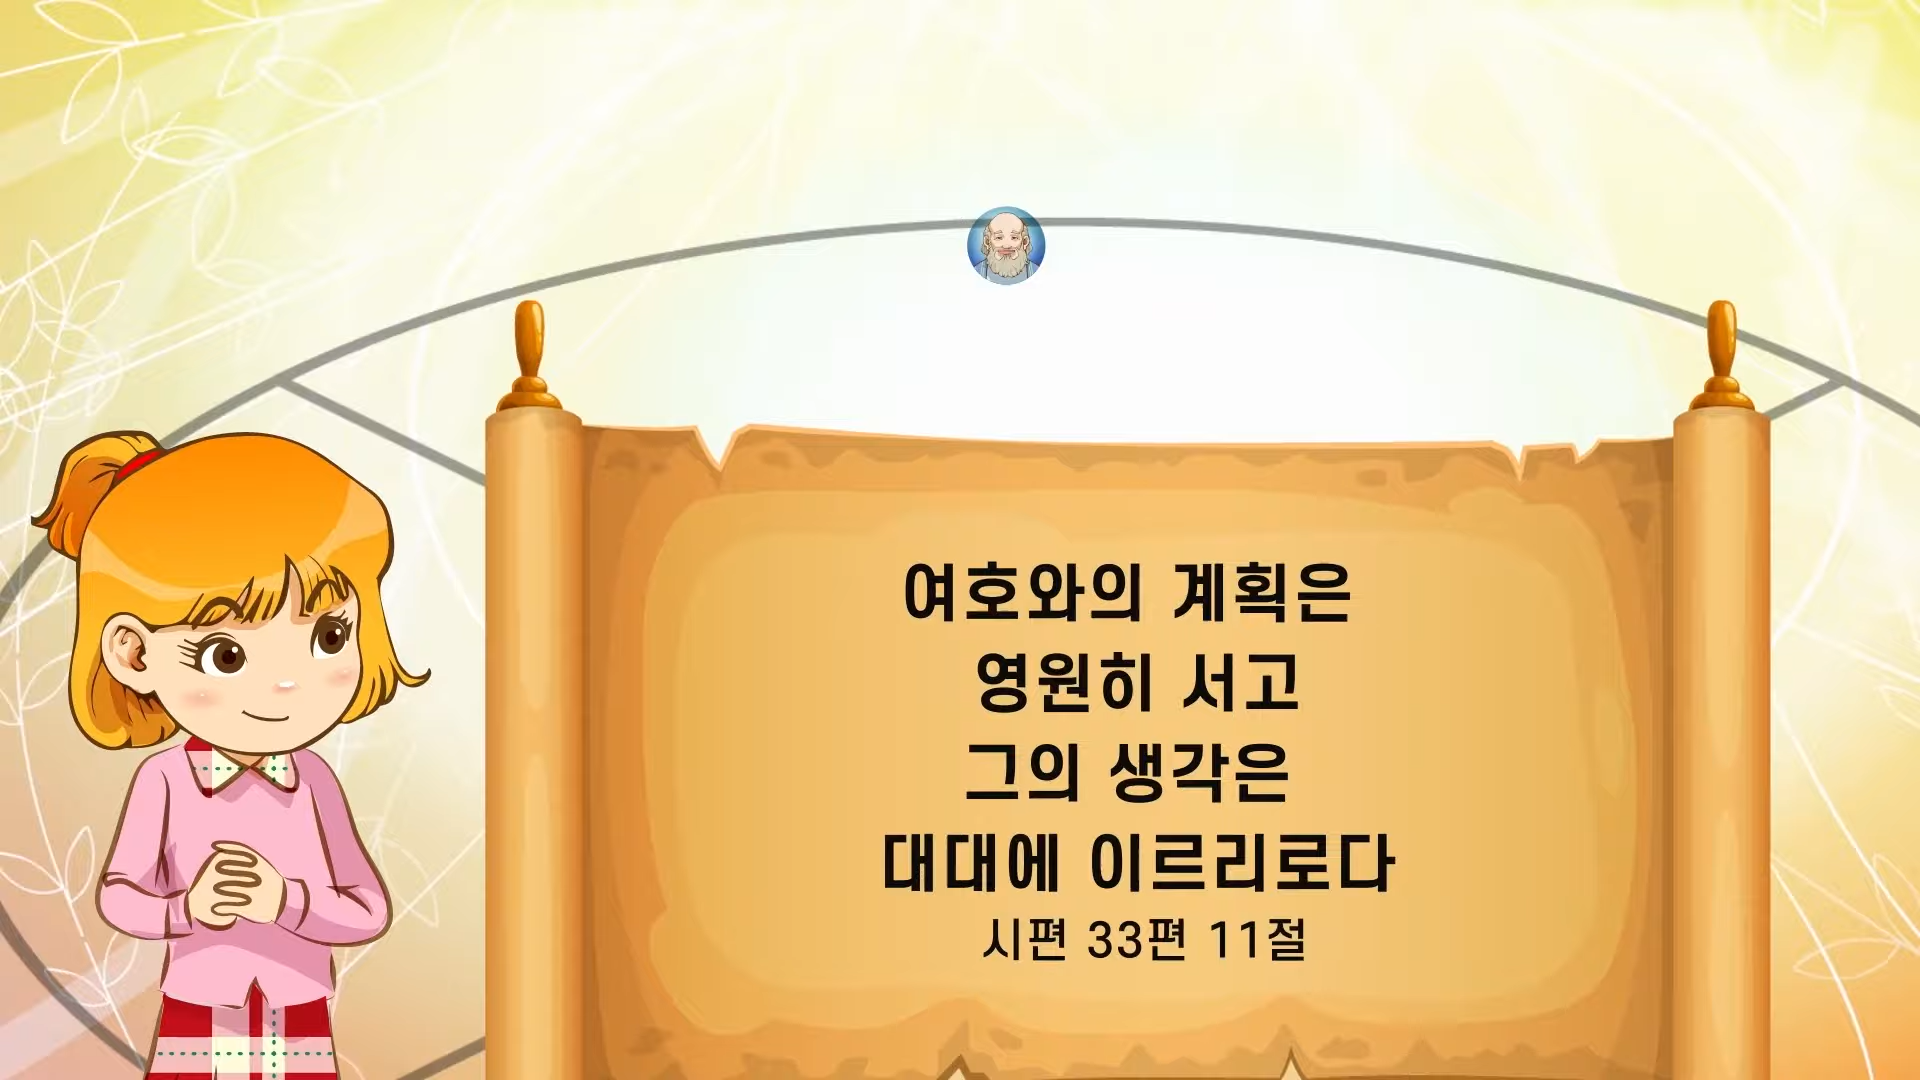 여호와의 계획은
영원히 서고
그의 생각은
대대에 이르리로다
시편 33편 11절